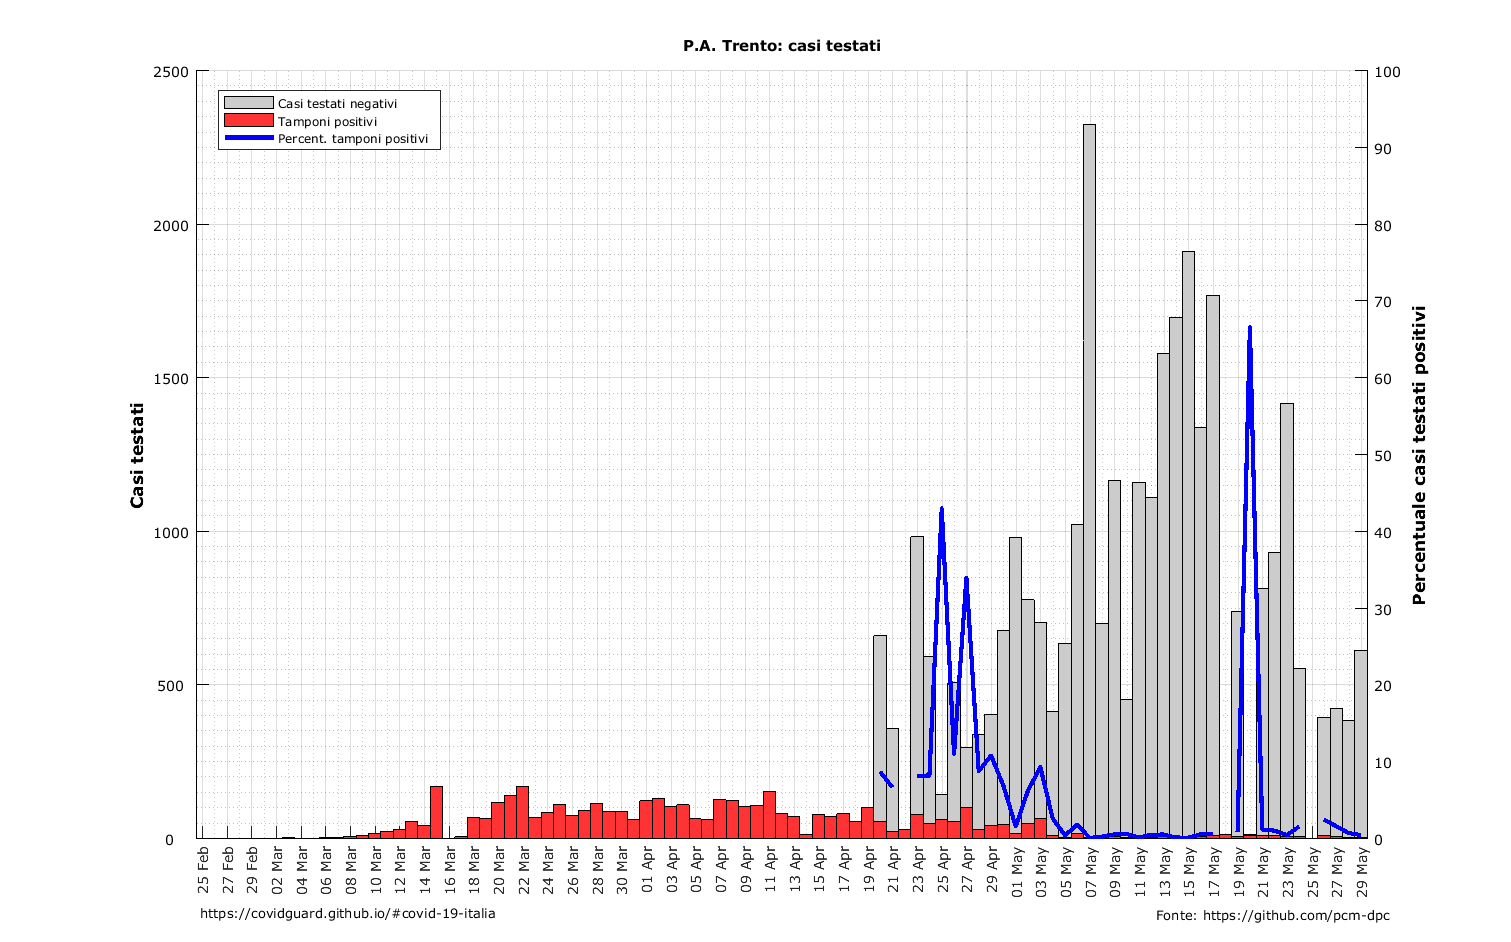 P.A. Trento: casi testati
Casi testati negativi
Tamponi positivi
Percent. tamponi positivi
Casi testati
2500
2000
1500
1000
500
0
100
90
80
70
60
50
40
30
20
10
0
Percentuale casi testati positivi
25 Feb
27 Feb
29 Feb
02 Mar
04 Mar
06 Mar
08 Mar
10 Mar
12 Mar
14 Mar
16 Mar
18 Mar
20 Mar
22 Mar
24 Mar
26 Mar
28 Mar
30 Mar
01 Apr
03 Apr
05 Apr
07 Apr
09 Apr
11 Apr
13 Apr
15 Apr
17 Apr
19 Apr
21 Apr
23 Apr
25 Apr
27 Apr
29 Apr
01 May
03 May
05 May
07 May
09 May
11 May
13 May
15 May
17 May
19 May
21 May
23 May
25 May
27 May
29 May
https://covidguard.github.io/#covid-19-italia
Fonte: https://github.com/pcm-dpc